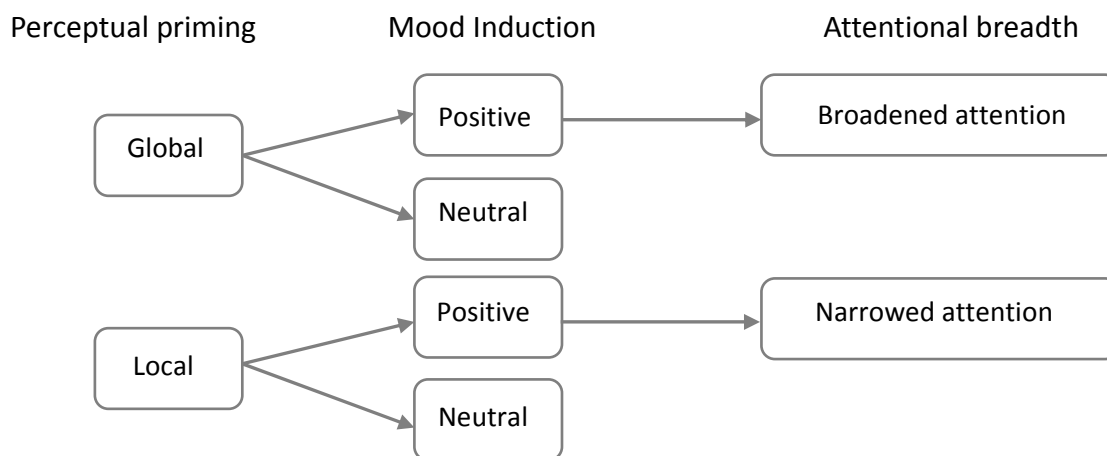 Perceptual priming Mood Induction Attentional breadth
Positive Broadened attention
Global
Neutral
Positive Narrowed attention
Local
Neutral